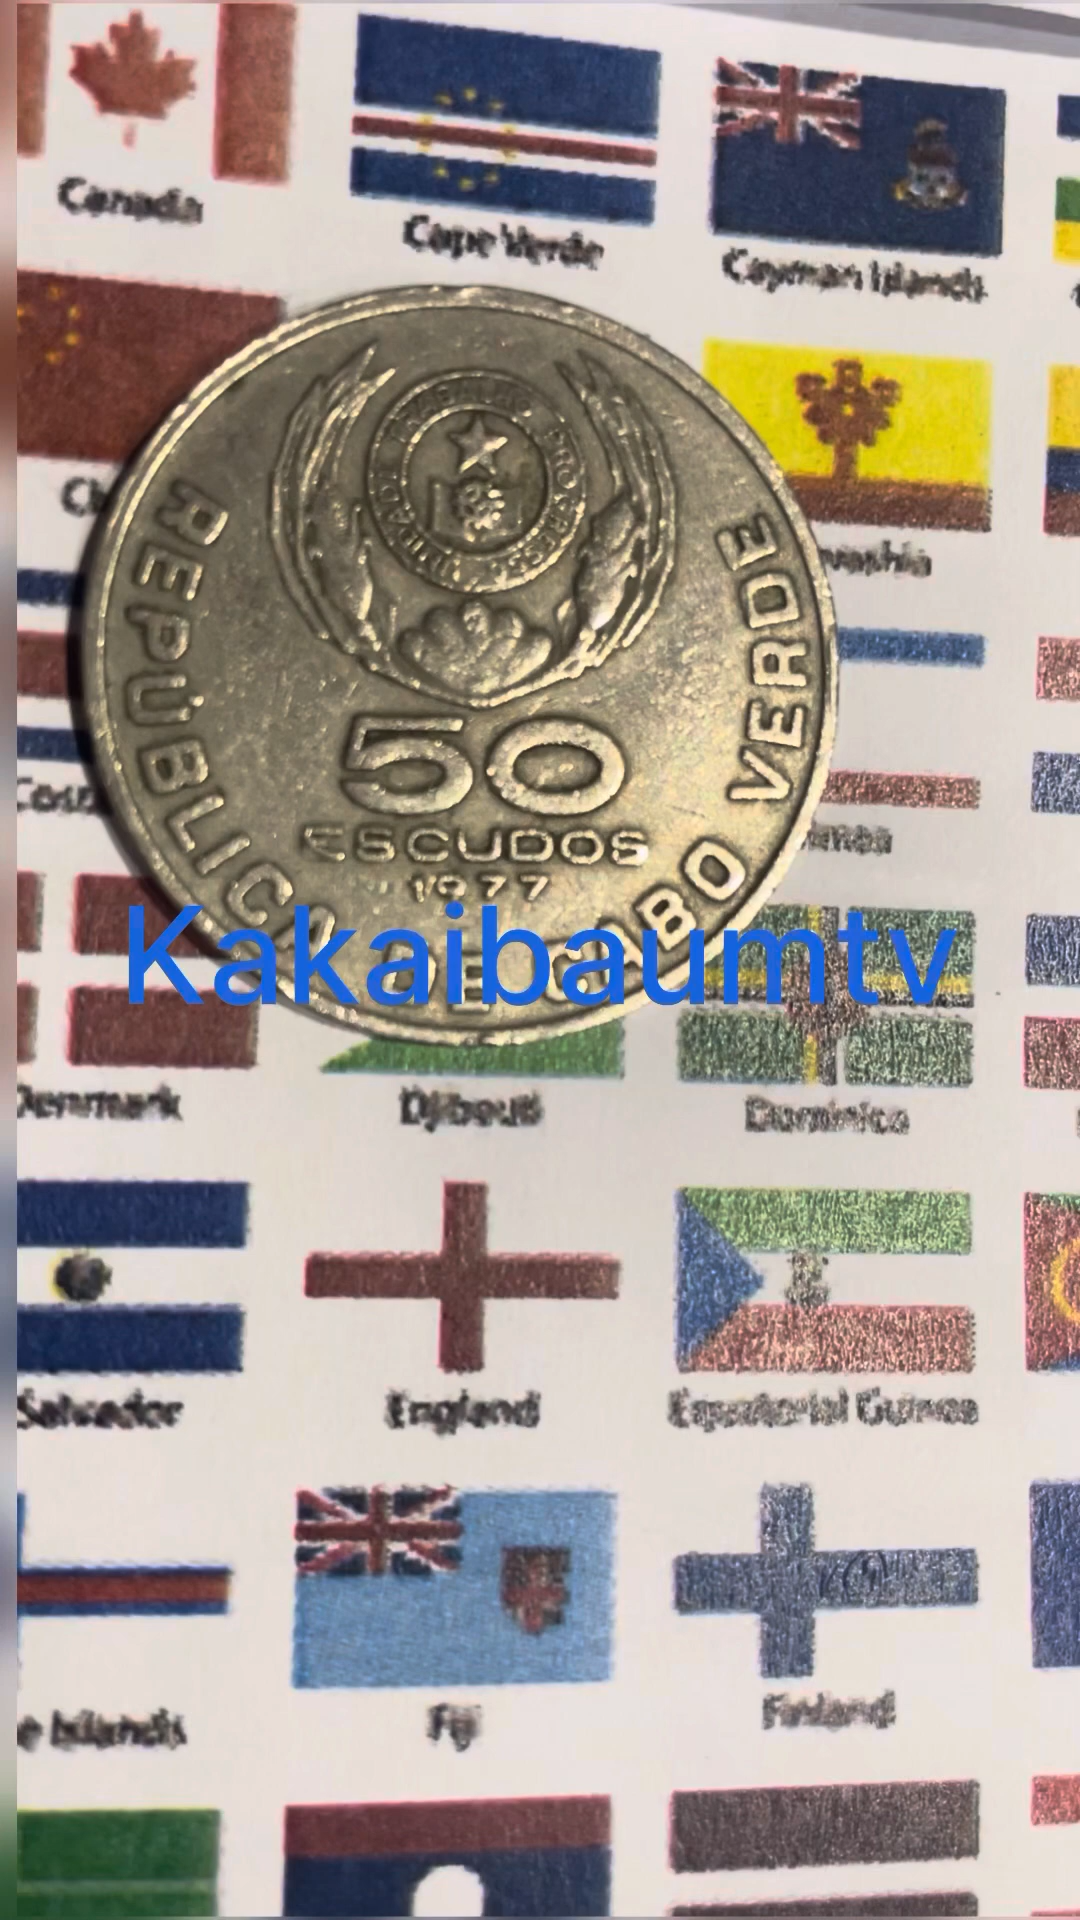 Canada
Cape Verde
Cayman Islands
TRABALHO PROGRESSO UNIDADE
REPÚBLICA DE CABO VERDE
50
ESCUDOS
1977
Kakaibaumtv
Denmark
Djibouti
Dominica
Salvador
England
Equatorial Guinea
Islands
Fiji
Finland